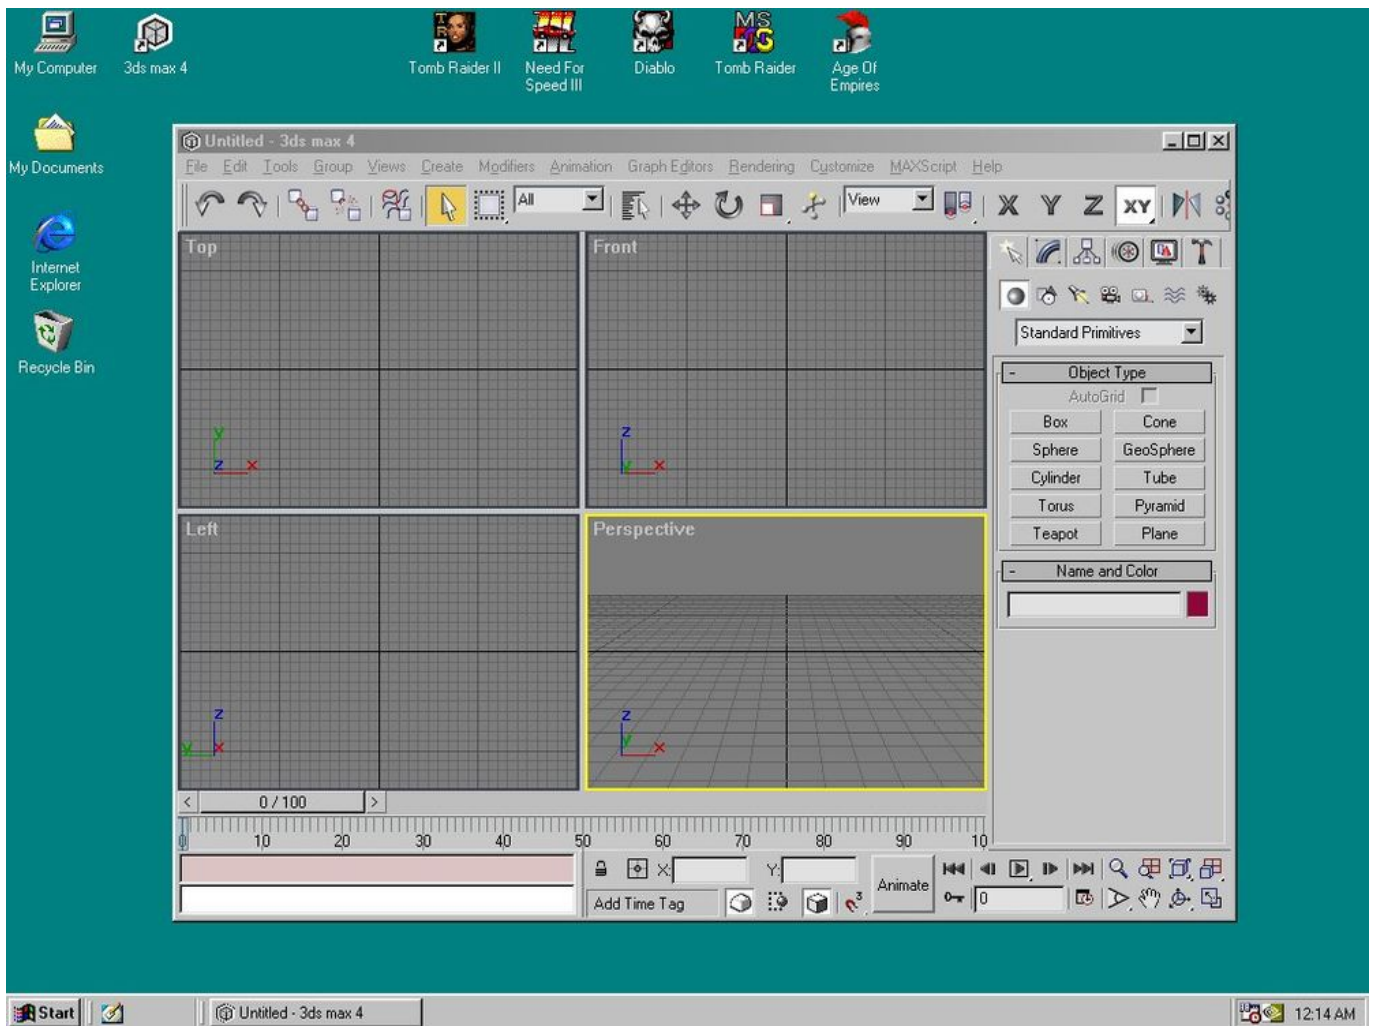 My Computer
3ds max 4
Tomb Raider II
Need For
Speed III
Diablo
MS
Tomb Raider
Age Of
Empires
My Documents
Internet
Explorer
Recycle Bin
Untitled - 3ds max 4
File Edit Tools Group Views Create Modifiers Animation Graph Editors Rendering Customize MAXScript Help
All
View
X Y Z XY
Top
Front
Standard Primitives
- Object Type
AutoGrid
Box Cone
Sphere GeoSphere
Cylinder Tube
Torus Pyramid
Teapot Plane
- Name and Color
y
z x
z
y x
Left
Perspective
z
y x
z
y x
< 0 / 100 >
0 10 20 30 40 50 60 70 80 90 10
X: Y:
Animate
Add Time Tag
3
0
Start
Untitled - 3ds max 4
12:14 AM